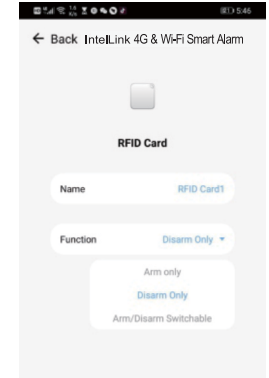 5:46
Back IntelLink 4G & Wi-Fi Smart Alarm
RFID Card
Name RFID Card1
Function Disarm Only
Arm only
Disarm Only
Arm/Disarm Switchable